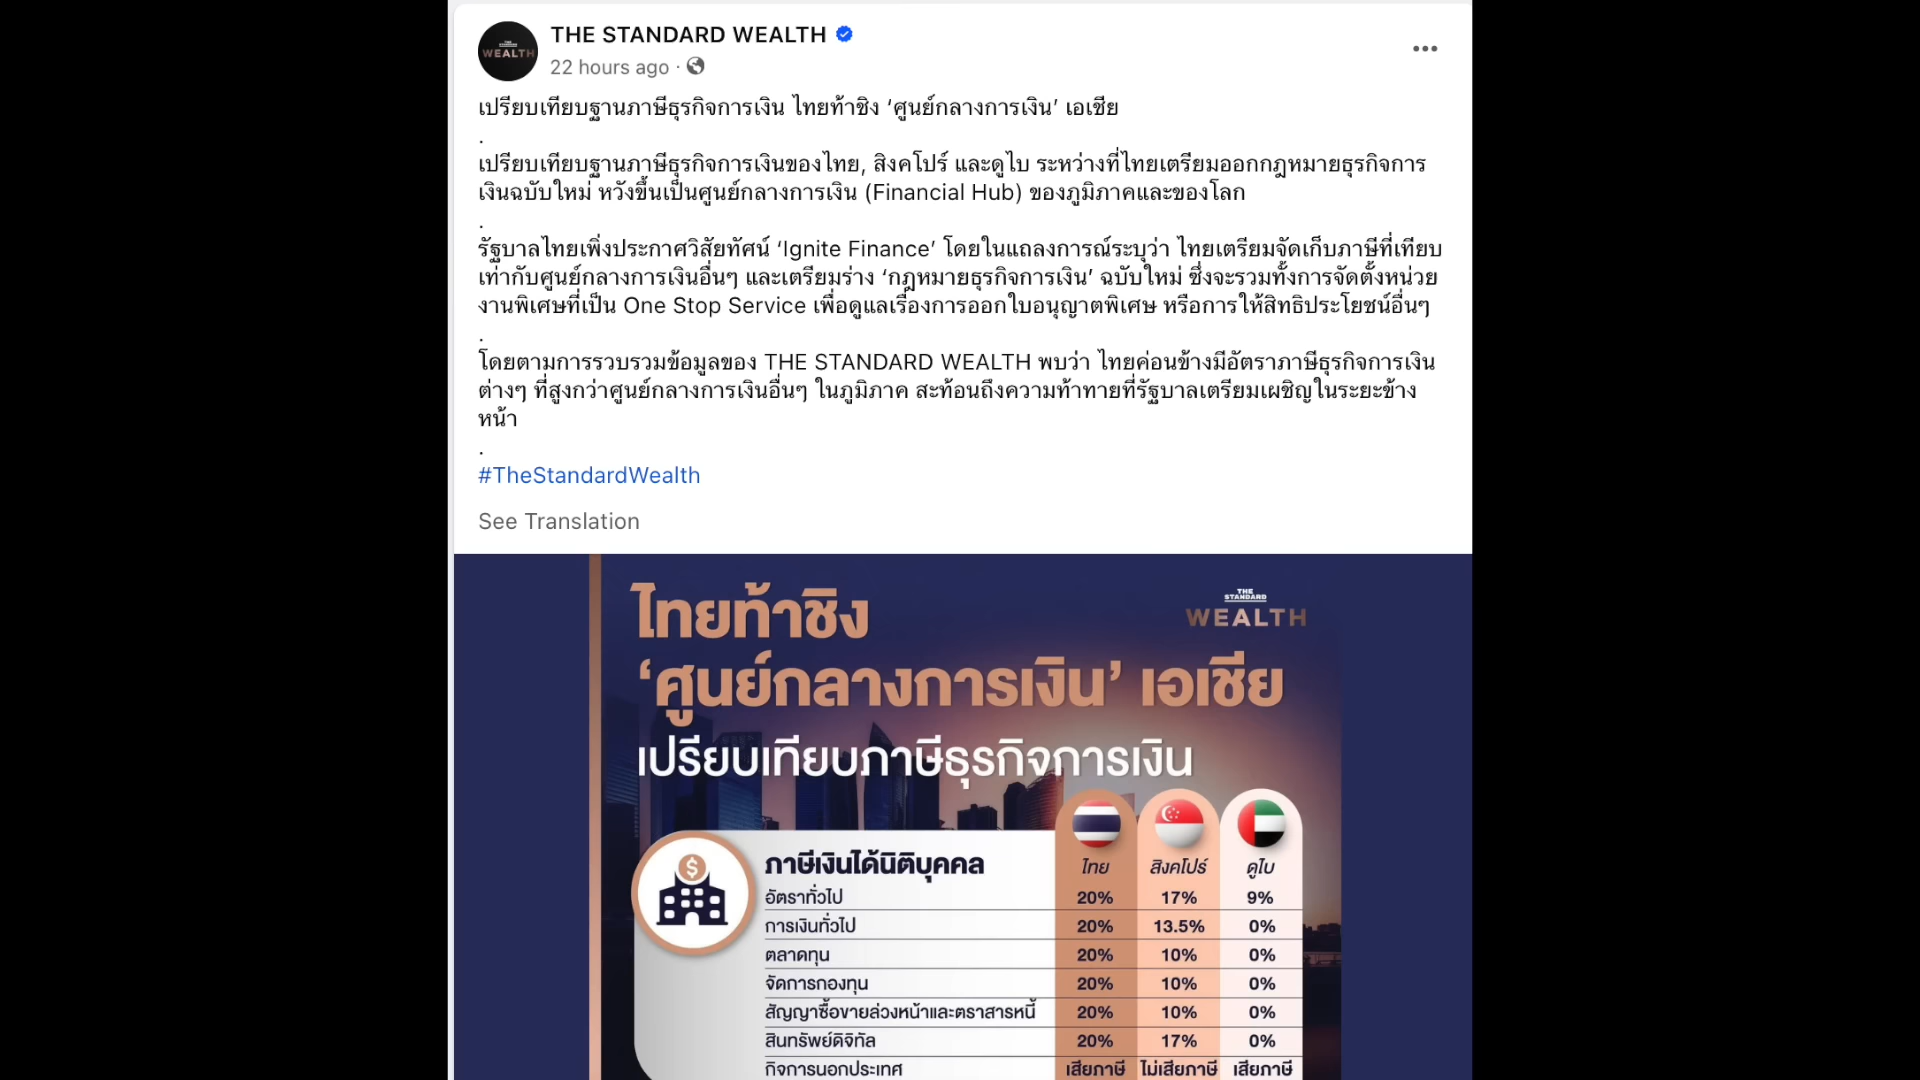 THE STANDARD WEALTH
22 hours ago ·
เปรียบเทียบฐานภาษีธุรกิจการเงิน ไทยท้าชิง ‘ศูนย์กลางการเงิน’ เอเชีย
.
เปรียบเทียบฐานภาษีธุรกิจการเงินของไทย, สิงคโปร์ และดูไบ ระหว่างที่ไทยเตรียมออกกฎหมายธุรกิจการ
เงินฉบับใหม่ หวังขึ้นเป็นศูนย์กลางการเงิน (Financial Hub) ของภูมิภาคและของโลก
.
รัฐบาลไทยเพิ่งประกาศวิสัยทัศน์ ‘Ignite Finance’ โดยในแถลงการณ์ระบุว่า ไทยเตรียมจัดเก็บภาษีที่เทียบ
เท่ากับศูนย์กลางการเงินอื่นๆ และเตรียมร่าง ‘กฎหมายธุรกิจการเงิน’ ฉบับใหม่ ซึ่งจะรวมทั้งการจัดตั้งหน่วย
งานพิเศษที่เป็น One Stop Service เพื่อดูแลเรื่องการออกใบอนุญาตพิเศษ หรือการให้สิทธิประโยชน์อื่นๆ
.
โดยตามการรวบรวมข้อมูลของ THE STANDARD WEALTH พบว่า ไทยค่อนข้างมีอัตราภาษีธุรกิจการเงิน
ต่างๆ ที่สูงกว่าศูนย์กลางการเงินอื่นๆ ในภูมิภาค สะท้อนถึงความท้าทายที่รัฐบาลเตรียมเผชิญในระยะข้าง
หน้า
.
#TheStandardWealth
See Translation
ไทยท้าชิง
THE STANDARD WEALTH
‘ศูนย์กลางการเงิน’ เอเชีย
เปรียบเทียบภาษีธุรกิจการเงิน
ภาษีเงินได้นิติบุคคล ไทย สิงคโปร์ ดูไบ
อัตราทั่วไป 20% 17% 9%
การเงินทั่วไป 20% 13.5% 0%
ตลาดทุน 20% 10% 0%
จัดการกองทุน 20% 10% 0%
สัญญาซื้อขายล่วงหน้าและตราสารหนี้ 20% 10% 0%
สินทรัพย์ดิจิทัล 20% 17% 0%
กิจการนอกประเทศ เสียภาษี ไม่เสียภาษี เสียภาษี